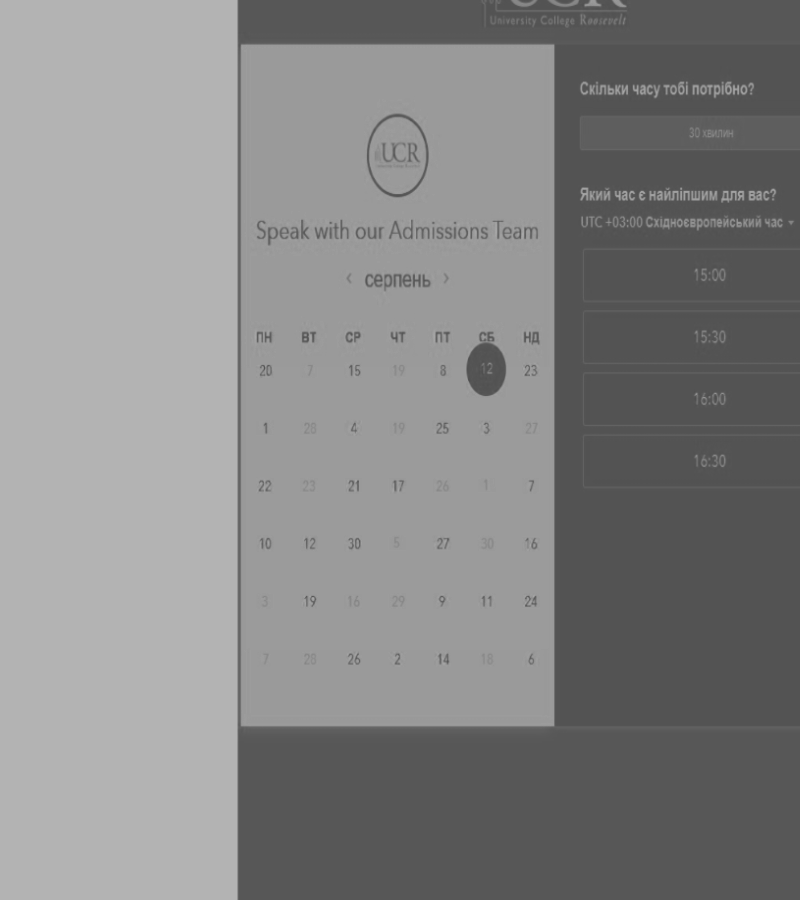 UCR
University College Roosevelt
UCR
Speak with our Admissions Team
‹ серпень ›
ПН ВТ СР ЧТ ПТ СБ НД
20 7 15 19 8 12 23
1 28 4 19 25 3 27
22 23 21 17 26 1 7
10 12 30 5 27 30 16
3 19 16 29 9 11 24
7 28 26 2 14 18 6
Скільки часу тобі потрібно?
30 хвилин
Який час є найліпшим для вас?
UTC +03:00 Східноєвропейський час
15:00
15:30
16:00
16:30